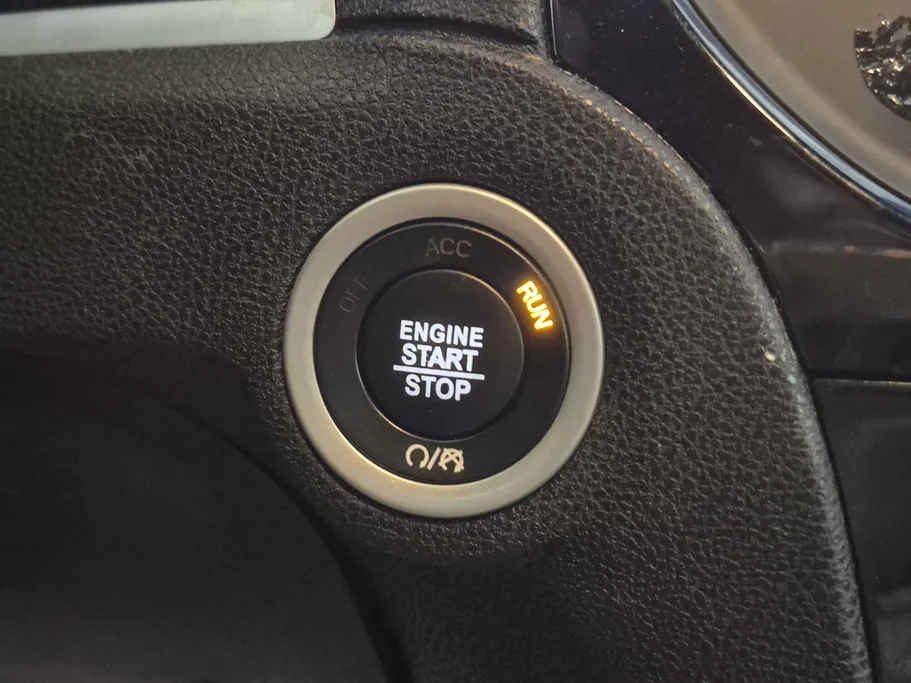 ACC
OFF
RUN
ENGINE
START
STOP